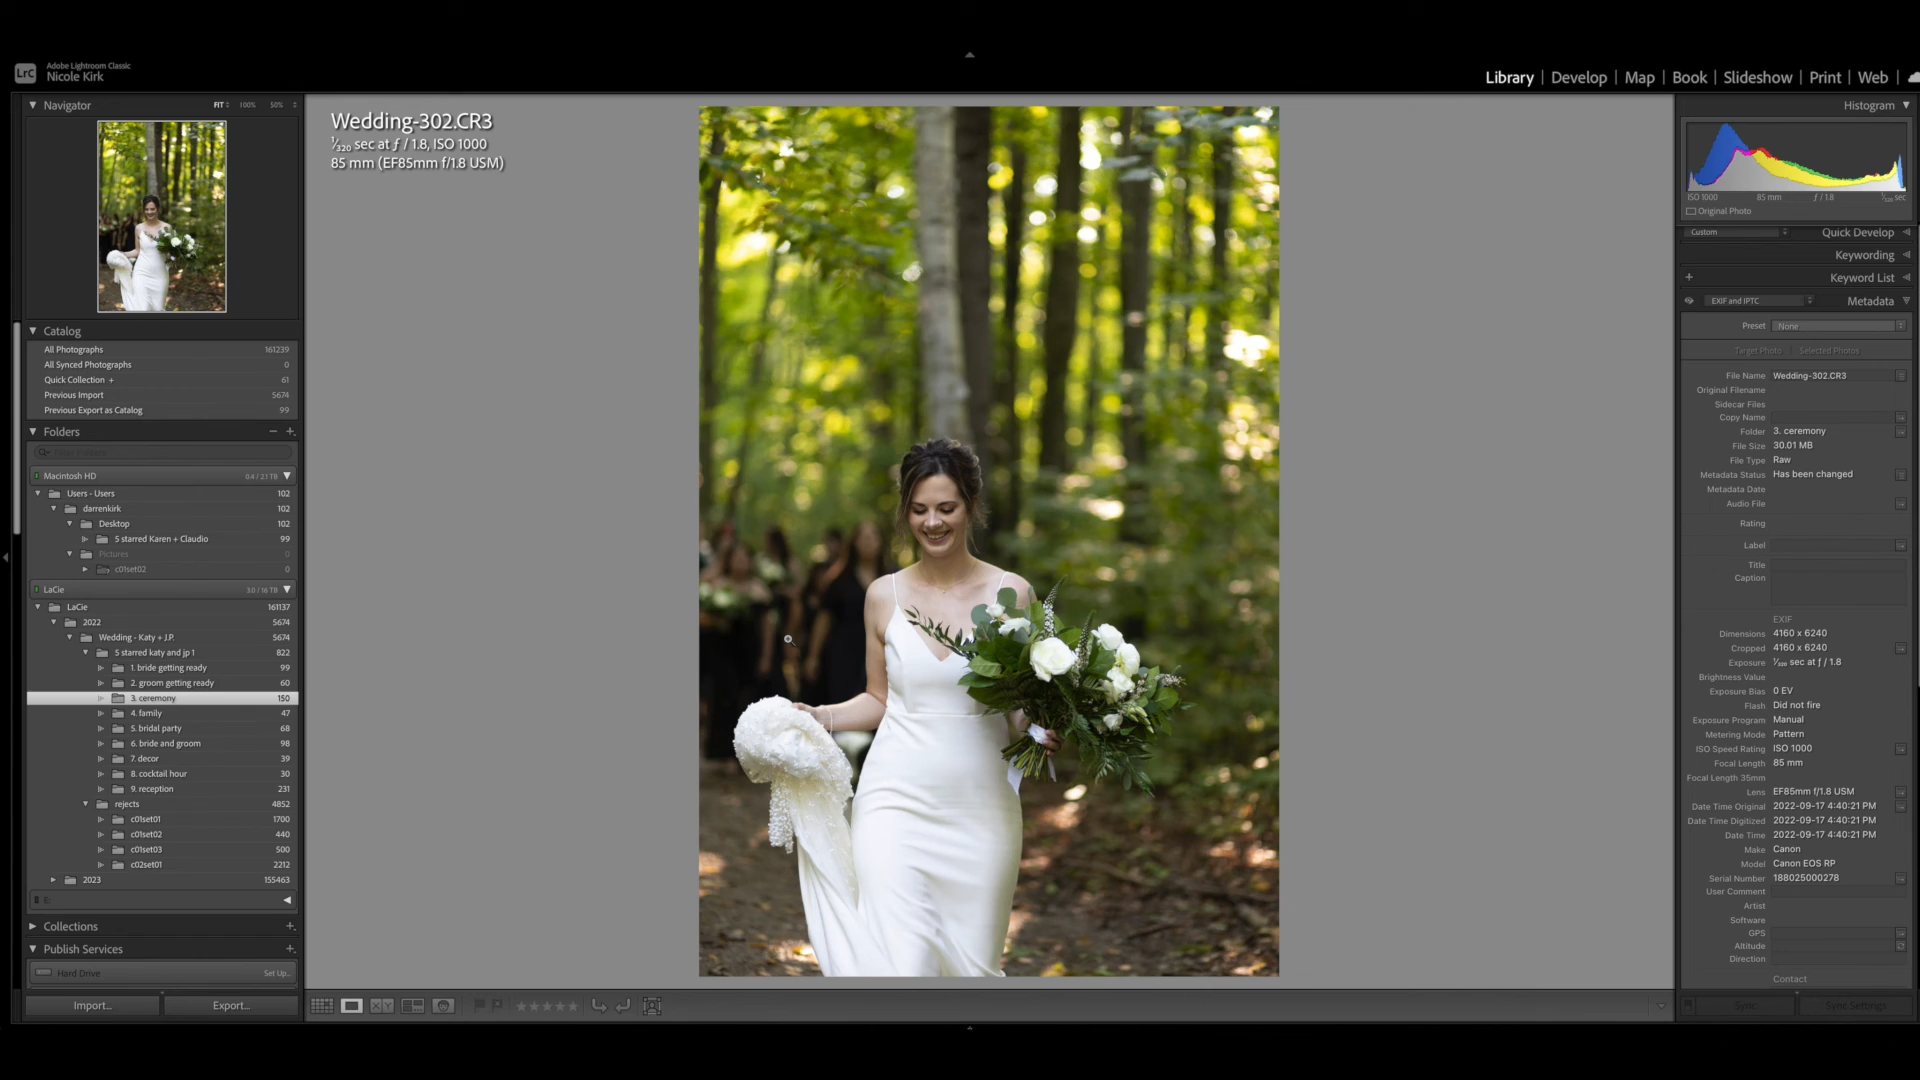 Adobe Lightroom Classic
LrC
Nicole Kirk
Library | Develop | Map | Book | Slideshow | Print | Web
Navigator
FIT
100%
50%
Catalog
All Photographs 161239
All Synced Photographs 0
Quick Collection + 61
Previous Import 5674
Previous Export as Catalog 99
Folders
Macintosh HD
Users - Users 102
darrenkirk 102
Desktop 102
5 starred Karen + Claudio 99
Pictures 0
c01set02 0
LaCie
LaCie 161137
2022 5674
Wedding - Katy + J.P. 5674
5 starred katy and jp 1 822
1. bride getting ready 99
2. groom getting ready 60
3. ceremony 150
4. family 47
5. bridal party 68
6. bride and groom 98
7. decor 39
8. cocktail hour 30
9. reception 231
rejects 4852
c01set01 1700
c01set02 440
c01set03 500
c02set01 2212
2023 155463
E:
Collections
Publish Services
Hard Drive Set Up...
Import... Export...
Wedding-302.CR3
1/320 sec at ƒ / 1.8, ISO 1000
85 mm (EF85mm f/1.8 USM)
XY
Histogram
ISO 1000 85 mm ƒ / 1.8 1/320 sec
Original Photo
Custom Quick Develop
Keywording
Keyword List
EXIF and IPTC Metadata
Preset None
Target Photo Selected Photos
File Name Wedding-302.CR3
Original Filename
Sidecar Files
Copy Name
Folder 3. ceremony
File Size 30.01 MB
File Type Raw
Metadata Status Has been changed
Metadata Date
Audio File
Rating
Label
Title
Caption
EXIF
Dimensions 4160 x 6240
Cropped 4160 x 6240
Exposure 1/320 sec at ƒ / 1.8
Brightness Value
Exposure Bias 0 EV
Flash Did not fire
Exposure Program Manual
Metering Mode Pattern
ISO Speed Rating ISO 1000
Focal Length 85 mm
Focal Length 35mm
Lens EF85mm f/1.8 USM
Date Time Original 2022-09-17 4:40:21 PM
Date Time Digitized 2022-09-17 4:40:21 PM
Date Time 2022-09-17 4:40:21 PM
Make Canon
Model Canon EOS RP
Serial Number 188025000278
User Comment
Artist
Software
GPS
Altitude
Direction
Contact
Sync Sync Settings